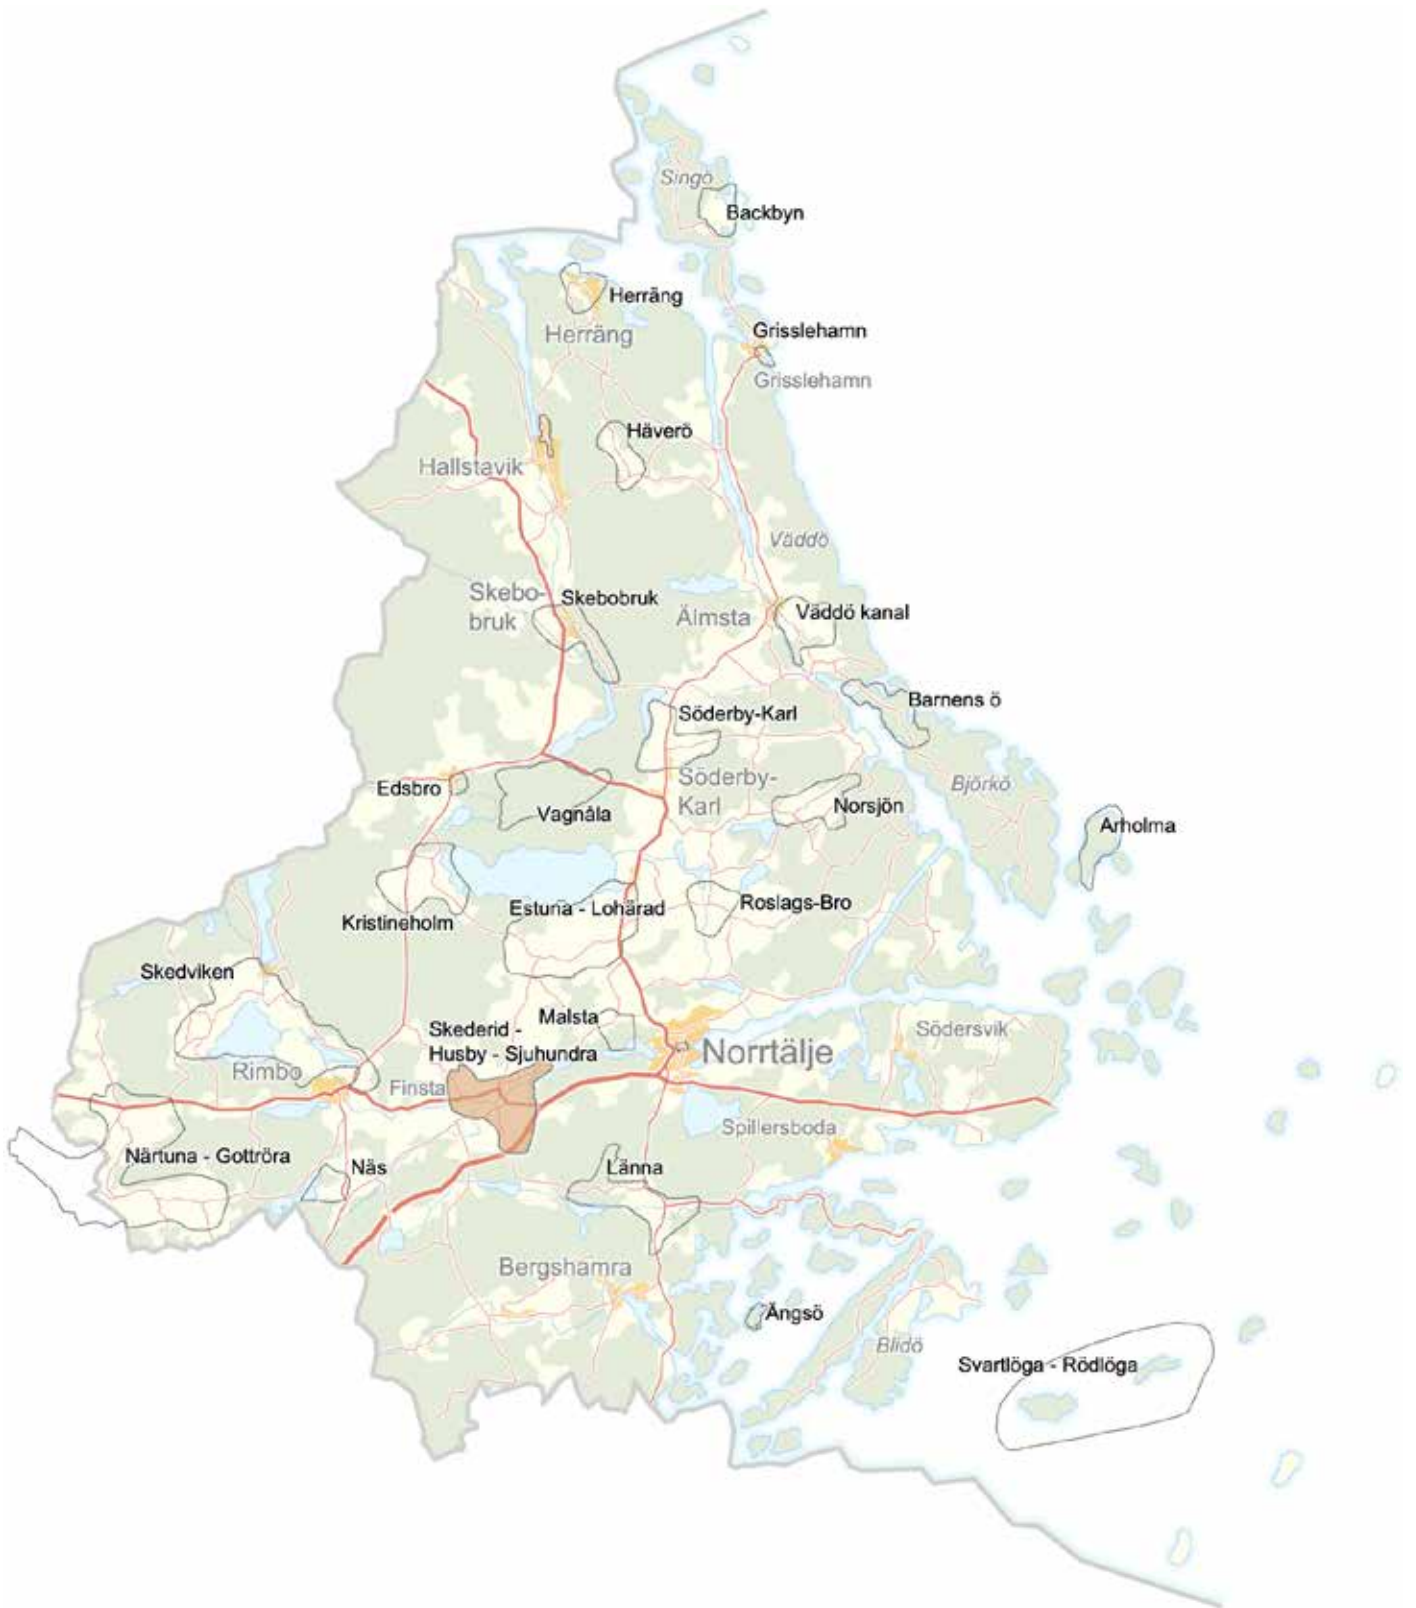 Singö
Backbyn
Herräng
Herräng
Grisslehamn
Grisslehamn
Häverö
Hallstavik
Väddö
Skebo-
bruk
Skebobruk
Älmsta
Väddö kanal
Barnens ö
Söderby-Karl
Söderby-
Karl
Edsbro
Vagnåla
Norsjön
Björkö
Arholma
Kristineholm
Estuna - Lohärad
Roslags-Bro
Skedviken
Malsta
Skederid -
Husby - Sjuhundra
Norrtälje
Södersvik
Rimbo
Finsta
Spillersboda
Närtuna - Gottröra
Näs
Länna
Bergshamra
Ängsö
Blidö
Svartlöga - Rödlöga